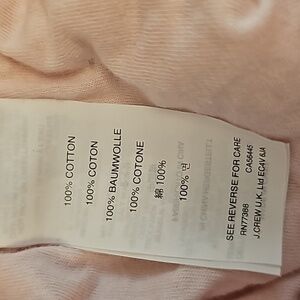 100% COTTON
100% COTON
100% BAUMWOLLE
100% COTONE
綿 100%
100% 면
SEE REVERSE FOR CARE
RN77388 CA56645
J.CREW U.K. Ltd EC4V 6JA